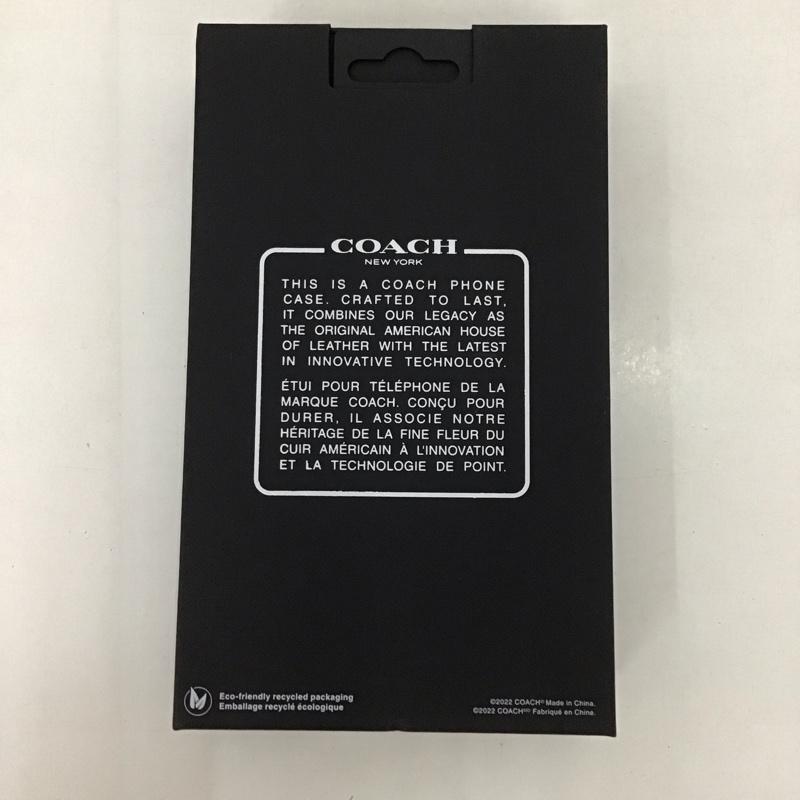 COACH
NEW YORK
THIS IS A COACH PHONE
CASE. CRAFTED TO LAST,
IT COMBINES OUR LEGACY AS
THE ORIGINAL AMERICAN HOUSE
OF LEATHER WITH THE LATEST
IN INNOVATIVE TECHNOLOGY.
ÉTUI POUR TÉLÉPHONE DE LA
MARQUE COACH. CONÇU POUR
DURER, IL ASSOCIE NOTRE
HÉRITAGE DE LA FINE FLEUR DU
CUIR AMÉRICAIN À L'INNOVATION
ET LA TECHNOLOGIE DE POINT.
Eco-friendly recycled packaging
Emballage recyclé écologique
©2022 COACH® Made in China.
©2022 COACHᴹᴰ Fabriqué en China.